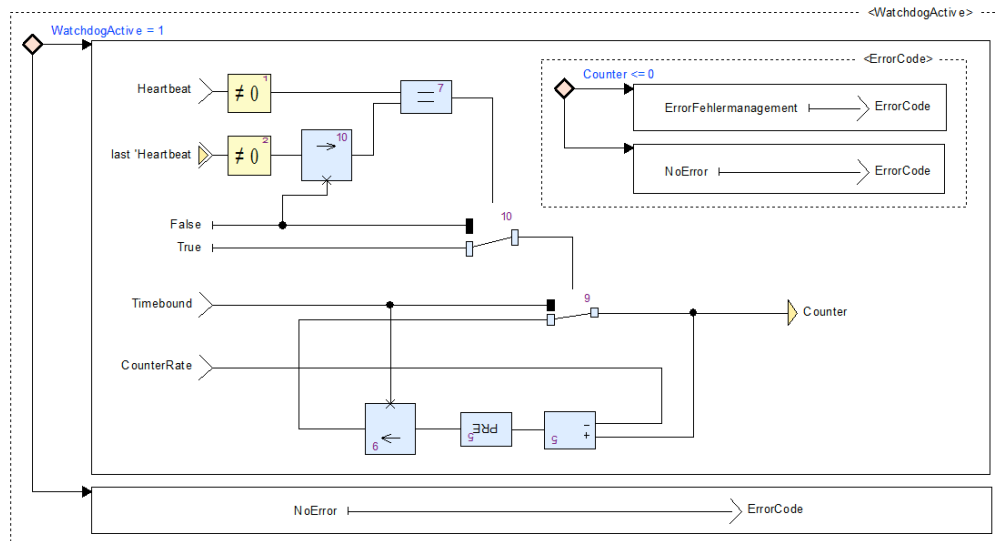 <WatchdogActive>
WatchdogActive = 1
<ErrorCode>
Counter <= 0
Heartbeat
≠ 0
1
7
ErrorFehlermanagement
ErrorCode
last 'Heartbeat
≠ 0
2
10
NoError
ErrorCode
False
10
True
Timebound
9
Counter
CounterRate
PRE
5
- +
5
6
NoError
ErrorCode